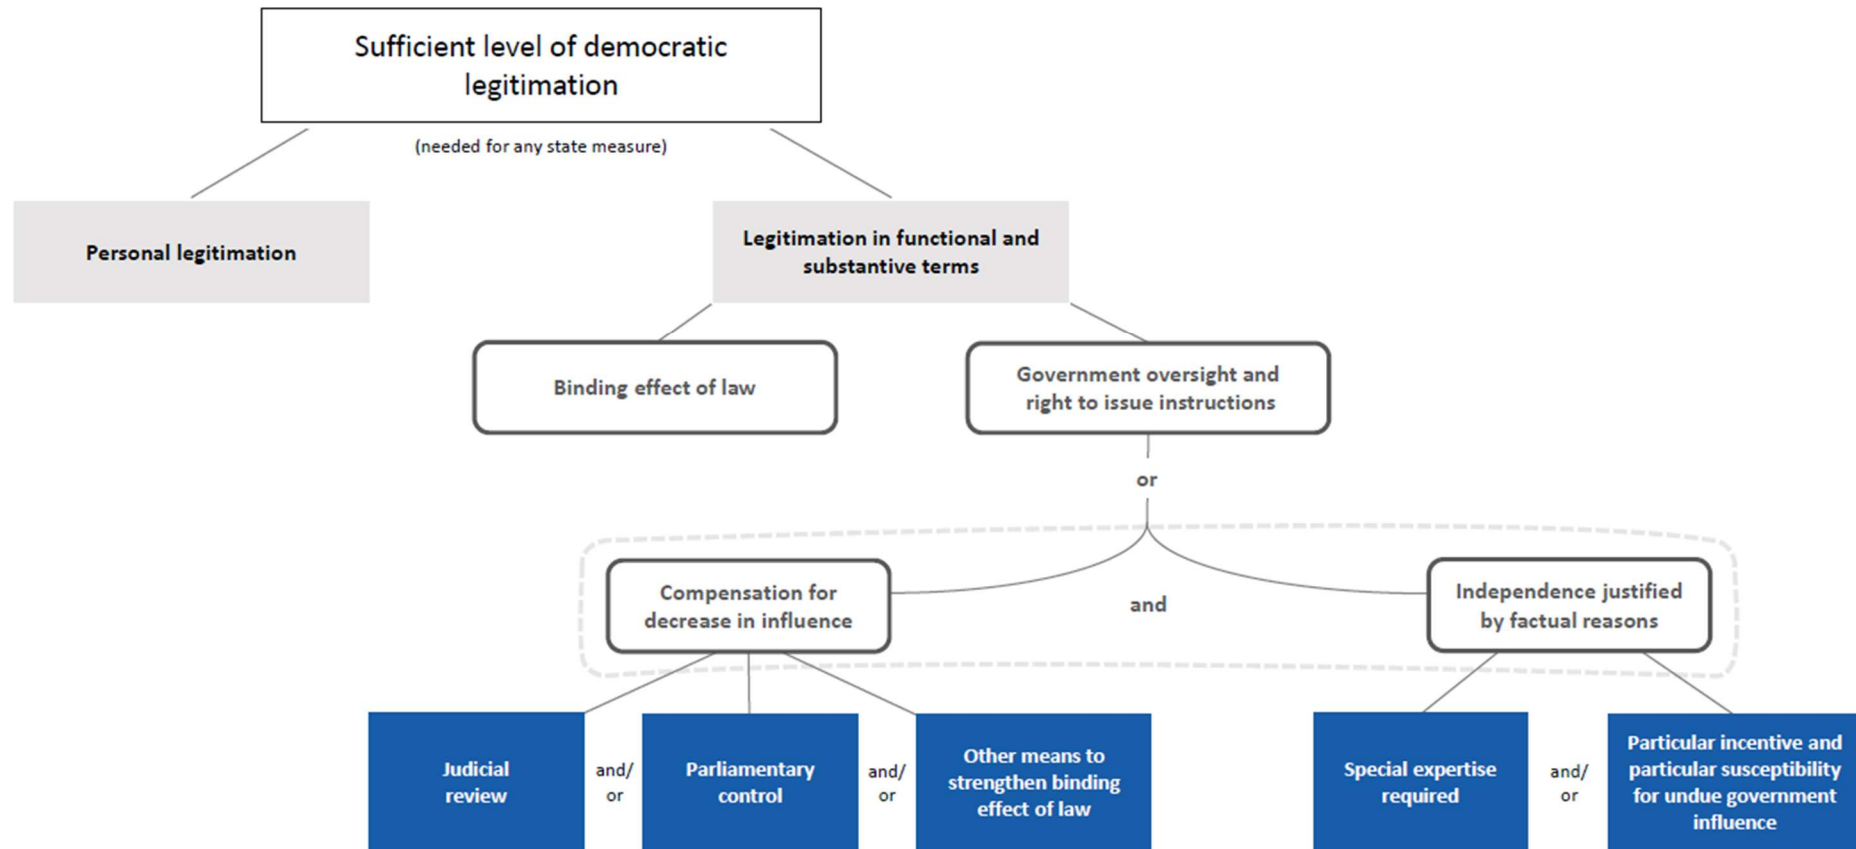 Sufficient level of democratic
legitimation
(needed for any state measure)
Personal legitimation
Legitimation in functional and
substantive terms
Binding effect of law
Government oversight and
right to issue instructions
or
Compensation for
decrease in influence
and
Independence justified
by factual reasons
Judicial
review
and/
or
Parliamentary
control
and/
or
Other means to
strengthen binding
effect of law
Special expertise
required
and/
or
Particular incentive and
particular susceptibility
for undue government
influence